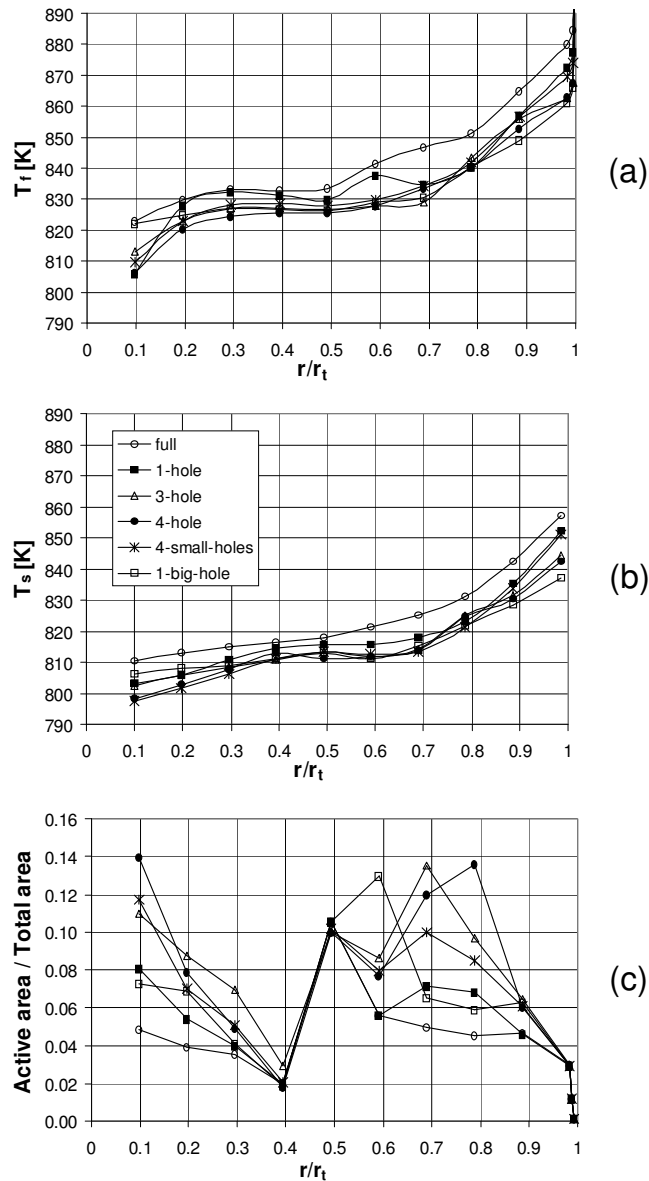 890
880
870
860
850
840
830
820
810
800
790
T f [K]
0 0.1 0.2 0.3 0.4 0.5 0.6 0.7 0.8 0.9 1
r/rt
(a)
890
880
870
860
850
840
830
820
810
800
790
T s [K]
full
1-hole
3-hole
4-hole
4-small-holes
1-big-hole
0 0.1 0.2 0.3 0.4 0.5 0.6 0.7 0.8 0.9 1
r/rt
(b)
0.16
0.14
0.12
0.10
0.08
0.06
0.04
0.02
0.00
Active area / Total area
0 0.1 0.2 0.3 0.4 0.5 0.6 0.7 0.8 0.9 1
r/rt
(c)